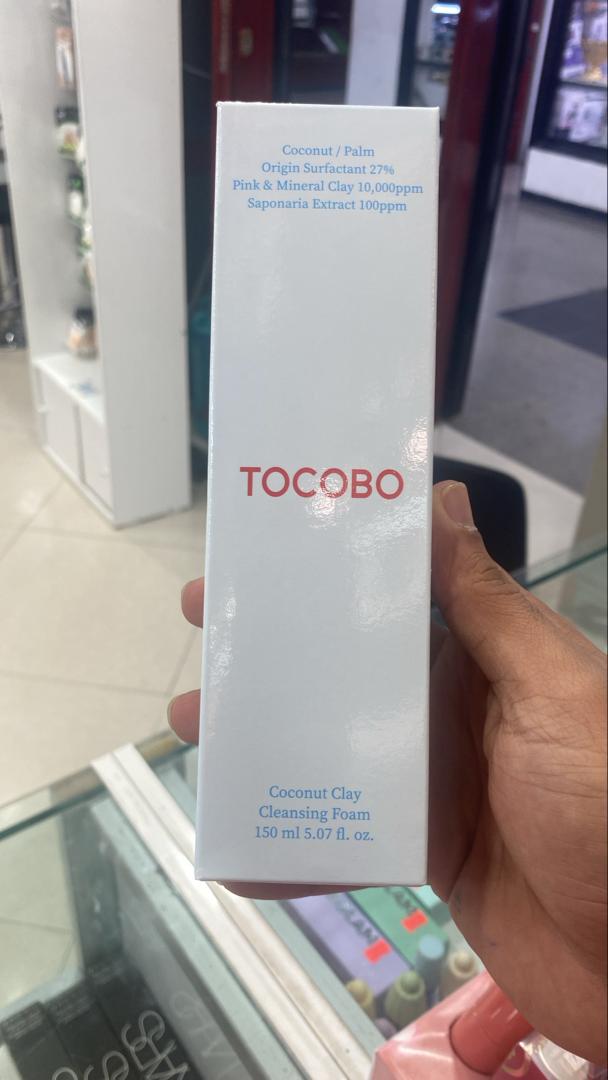 Coconut / Palm
Origin Surfactant 27%
Pink & Mineral Clay 10,000ppm
Saponaria Extract 100ppm
TOCOBO
Coconut Clay
Cleansing Foam
150 ml 5.07 fl. oz.